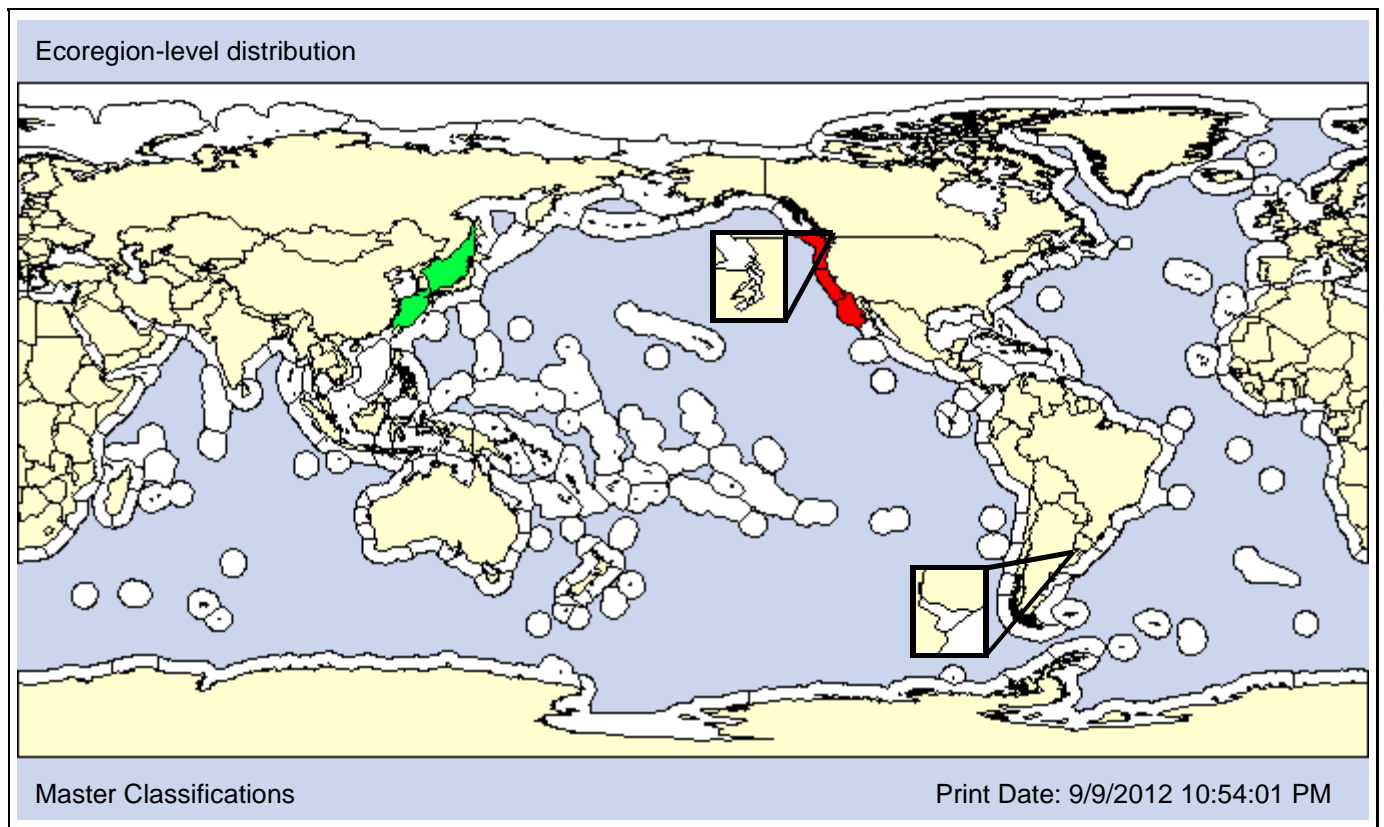 Ecoregion-level distribution
Master Classifications
Print Date: 9/9/2012 10:54:01 PM